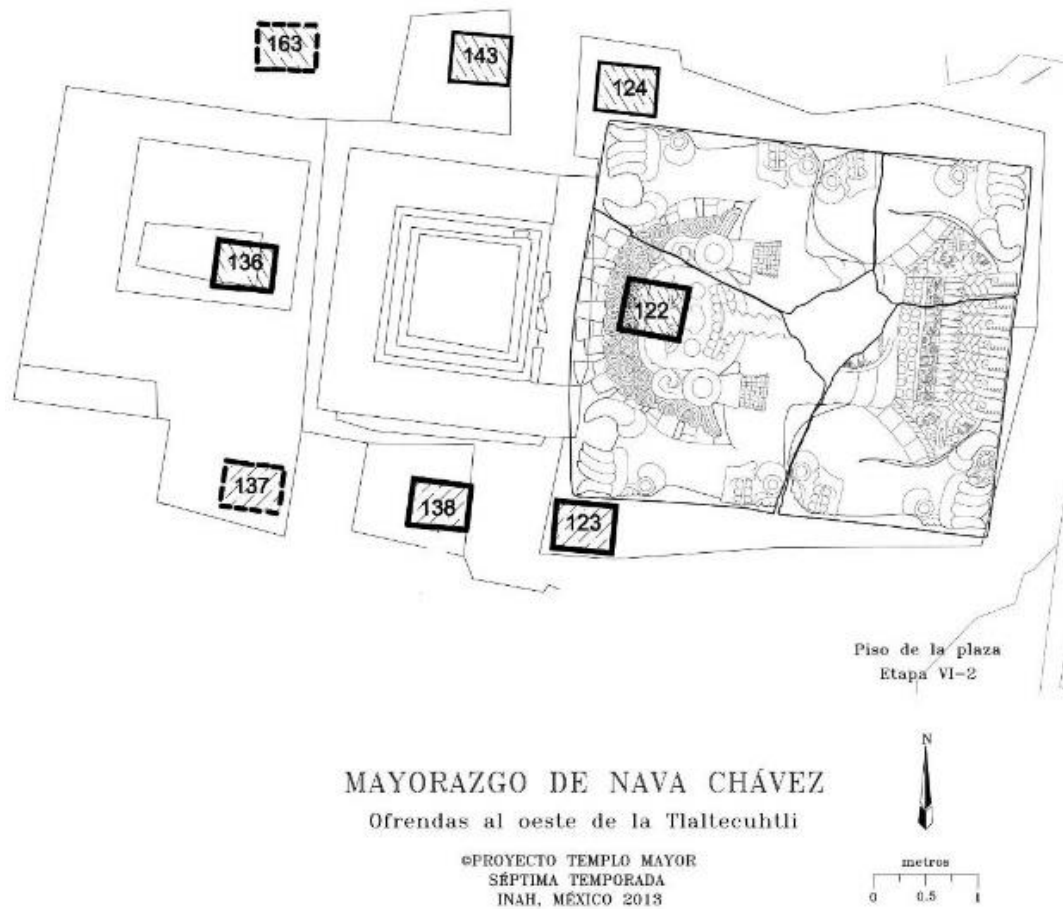 163
143
124
136
122
137
138
123
Piso de la plaza
Etapa VI-2
N
MAYORAZGO DE NAVA CHÁVEZ
Ofrendas al oeste de la Tlaltecuhtli
©PROYECTO TEMPLO MAYOR
SÉPTIMA TEMPORADA
INAH, MÉXICO 2013
metros
0 0.5 1